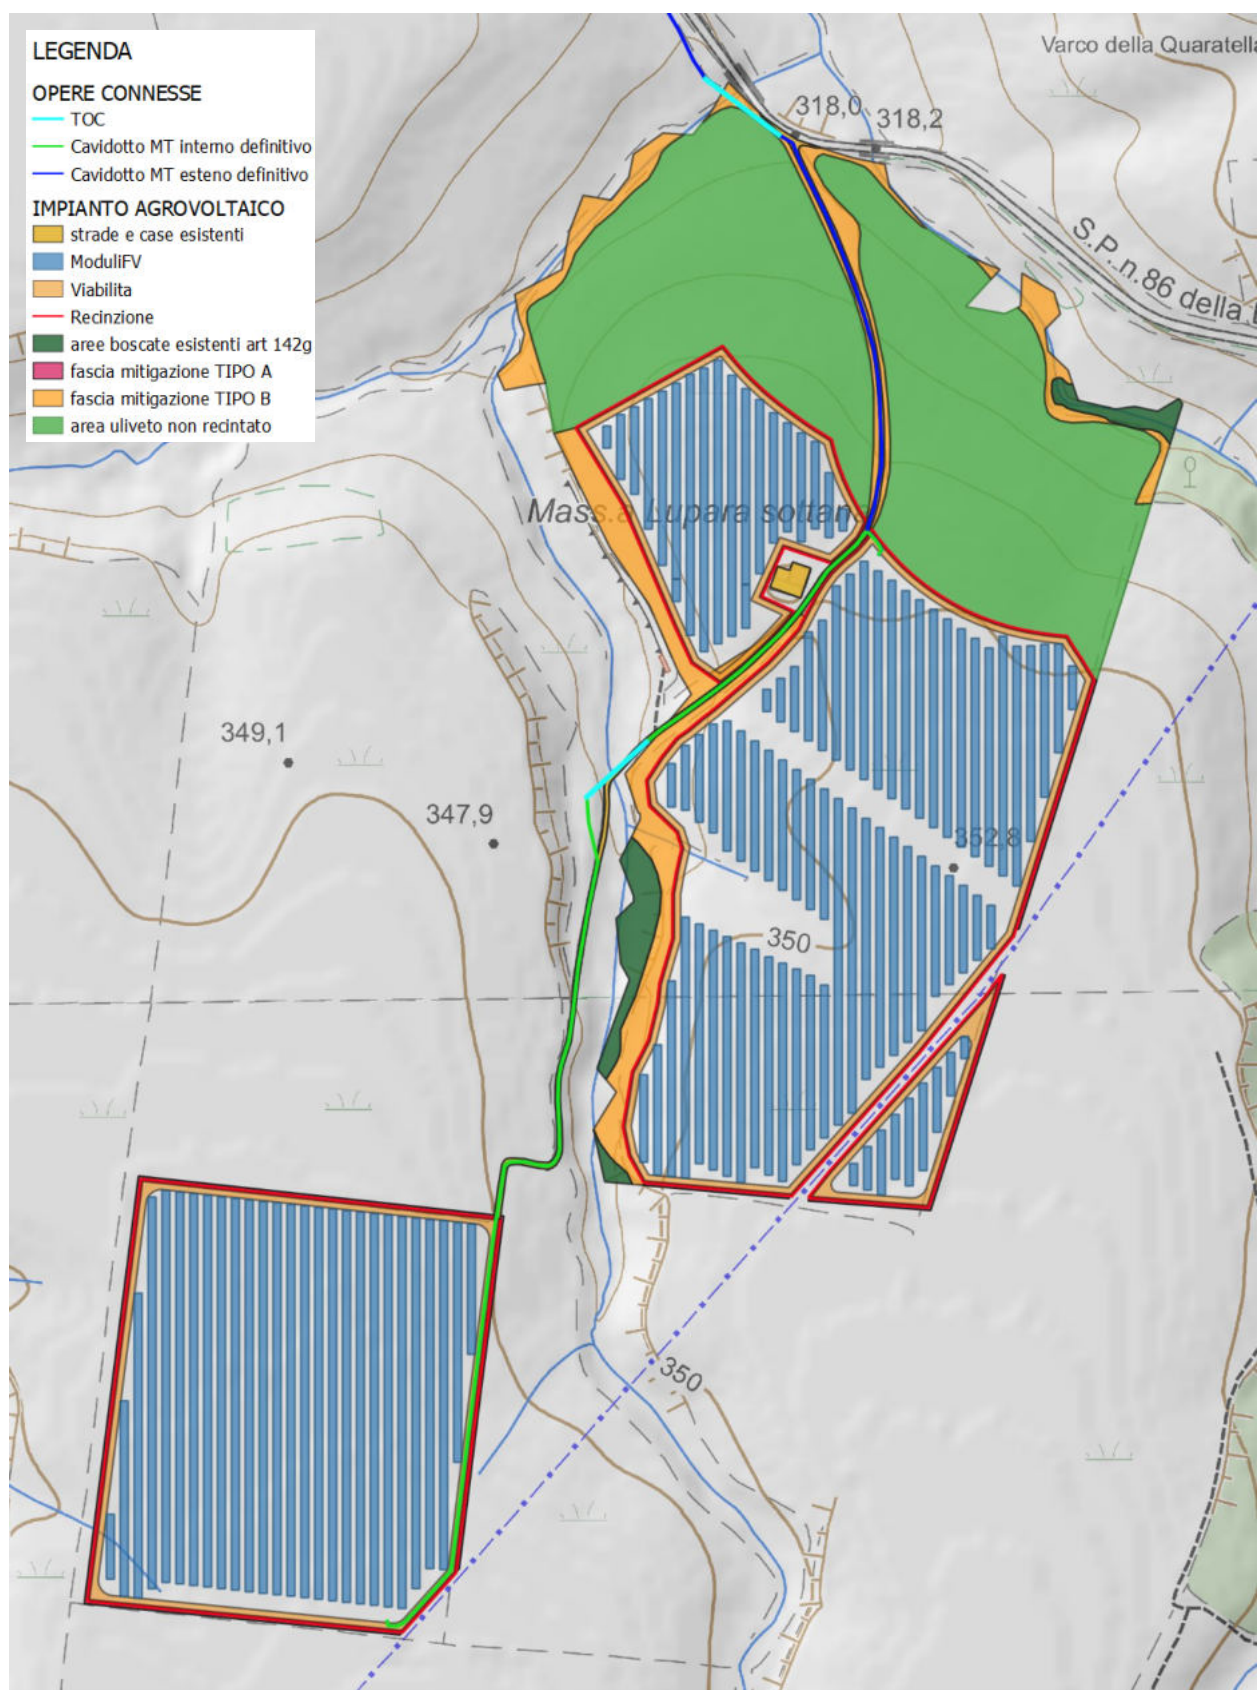 LEGENDA
OPERE CONNESSE
TOC
Cavidotto MT interno definitivo
Cavidotto MT esteno definitivo
IMPIANTO AGROVOLTAICO
strade e case esistenti
ModuliFV
Viabilita
Recinzione
aree boscate esistenti art 142g
fascia mitigazione TIPO A
fascia mitigazione TIPO B
area uliveto non recintato
Varco della Quaratella
318,0
318,2
S.P. n.86 della
Mass.a Lupara sottan
349,1
347,9
352,8
350
350